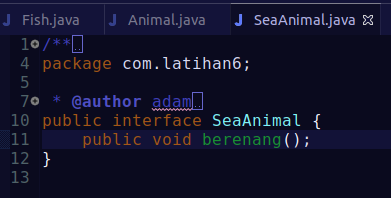 Fish.java Animal.java SeaAnimal.java
1 /**
4 package com.latihan6;
5
7 * @author adam
10 public interface SeaAnimal {
11 public void berenang();
12 }
13